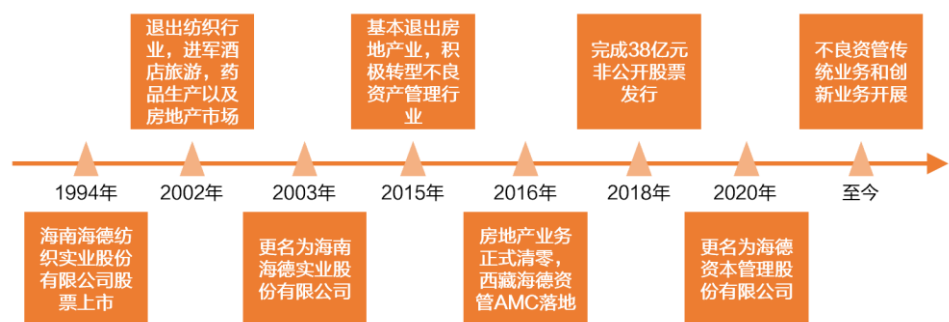 退出纺织行
业，进军酒
店旅游，药
品生产以及
房地产市场
基本退出房
地产业，积
极转型不良
资产管理行
业
完成38亿元
非公开股票
发行
不良资管传
统业务和创
新业务开展
1994年
2002年
2003年
2015年
2016年
2018年
2020年
至今
海南海德纺
织实业股份
有限公司股
票上市
更名为海南
海德实业股
份有限公司
房地产业务
正式清零，
西藏海德资
管AMC落地
更名为海德
资本管理股
份有限公司